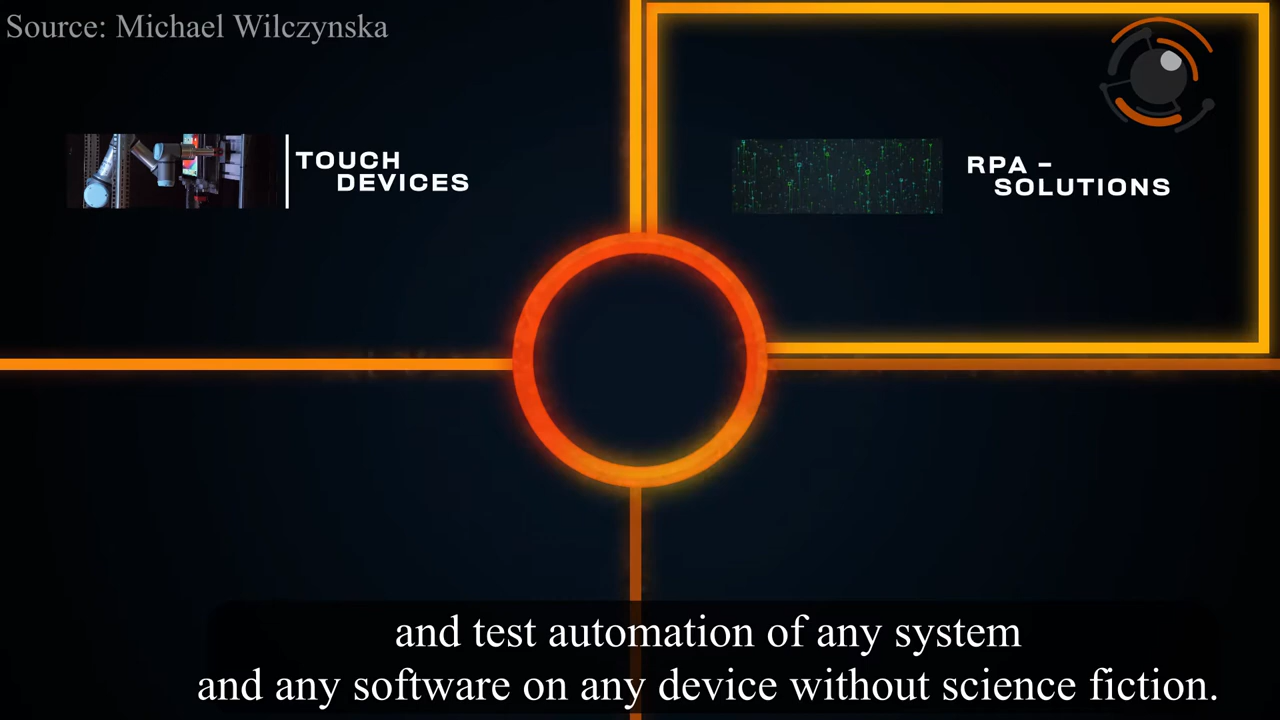 Source: Michael Wilczynska
TOUCH
DEVICES
RPA –
SOLUTIONS
and test automation of any system
and any software on any device without science fiction.